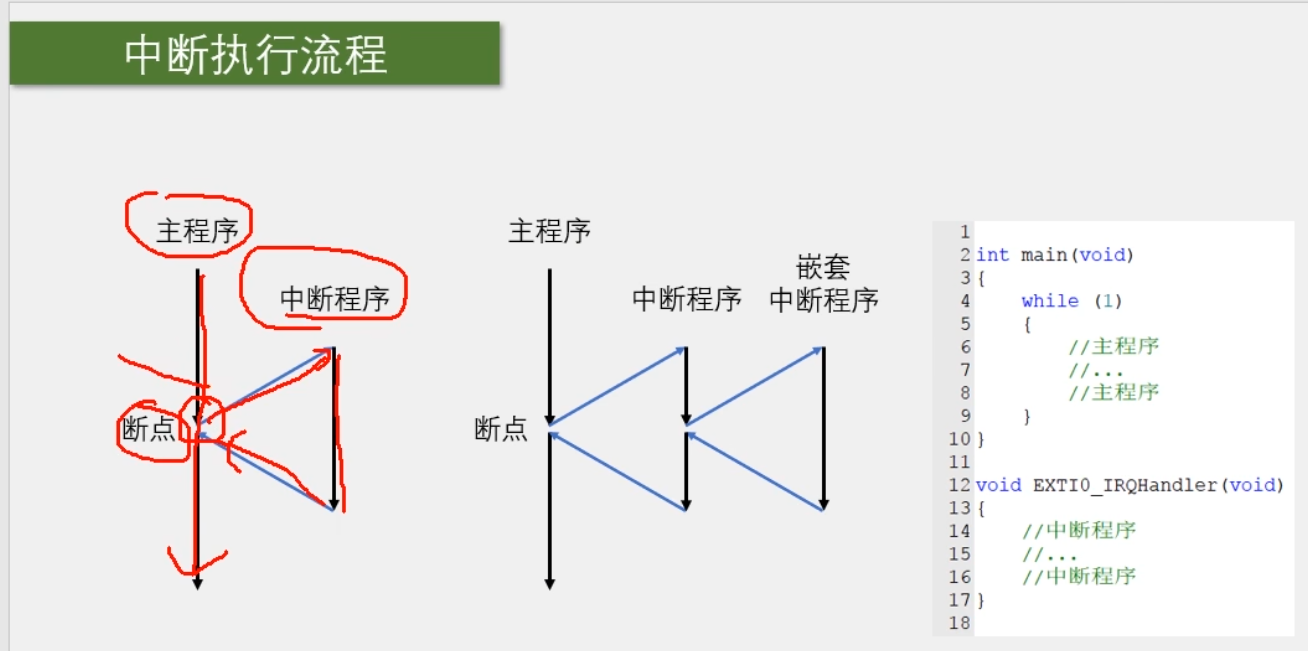 中断执行流程
主程序
中断程序
断点
主程序
中断程序
嵌套
中断程序
断点
1
2 int main(void)
3 {
4     while (1)
5     {
6         //主程序
7         //...
8         //主程序
9     }
10 }
11
12 void EXTI0_IRQHandler(void)
13 {
14     //中断程序
15     //...
16     //中断程序
17 }
18